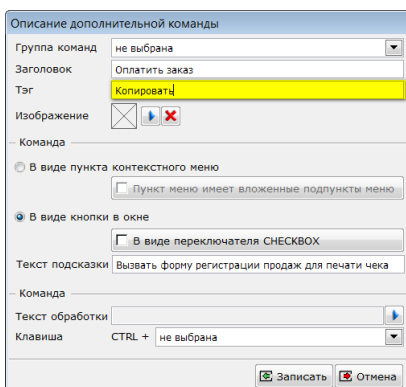 Описание дополнительной команды
Группа команд не выбрана
Заголовок Оплатить заказ
Тэг Копировать
Изображение
Команда
В виде пункта контекстного меню
Пункт меню имеет вложенные подпункты меню
В виде кнопки в окне
В виде переключателя CHECKBOX
Текст подсказки Вызвать форму регистрации продаж для печати чека
Команда
Текст обработки
Клавиша CTRL + не выбрана
Записать Отмена